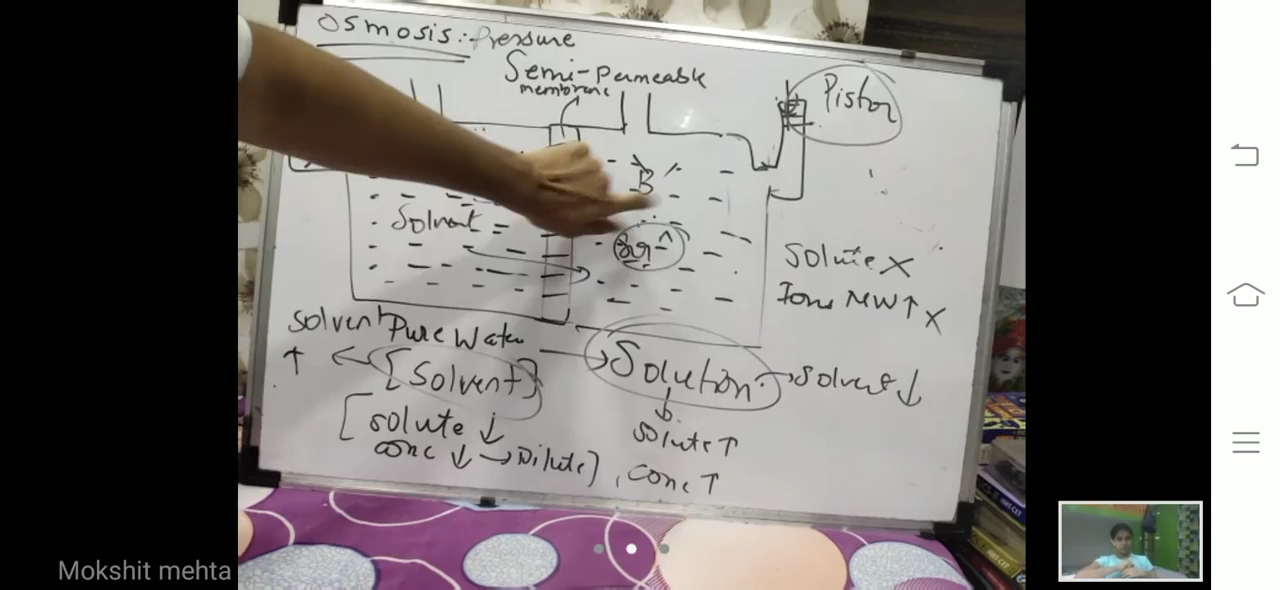 Osmosis:- Pressure
Semi-permeable
membrane
Piston
B
Solvent
Solute X
Ions MW↑ X
Solvent Pure Water
↑ ← [Solvent] → Solution → Solvent ↓
[Solute ↓
Solute ↑
conc ↓ → Dilute]
, conc ↑
Mokshit mehta